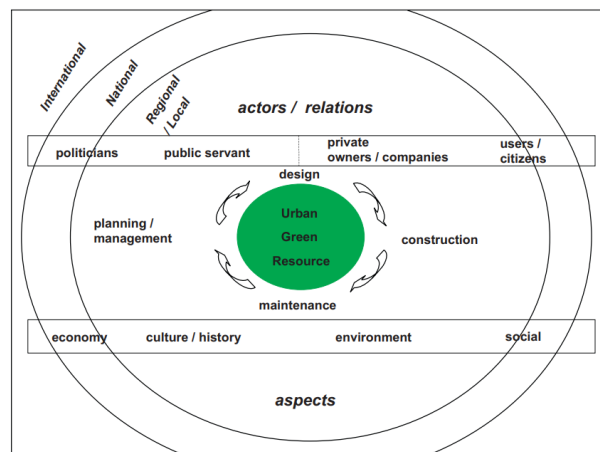 International
National
Regional
/ Local
actors / relations
politicians
public servant
private
owners / companies
users /
citizens
design
planning /
management
Urban
Green
Resource
construction
maintenance
economy
culture / history
environment
social
aspects